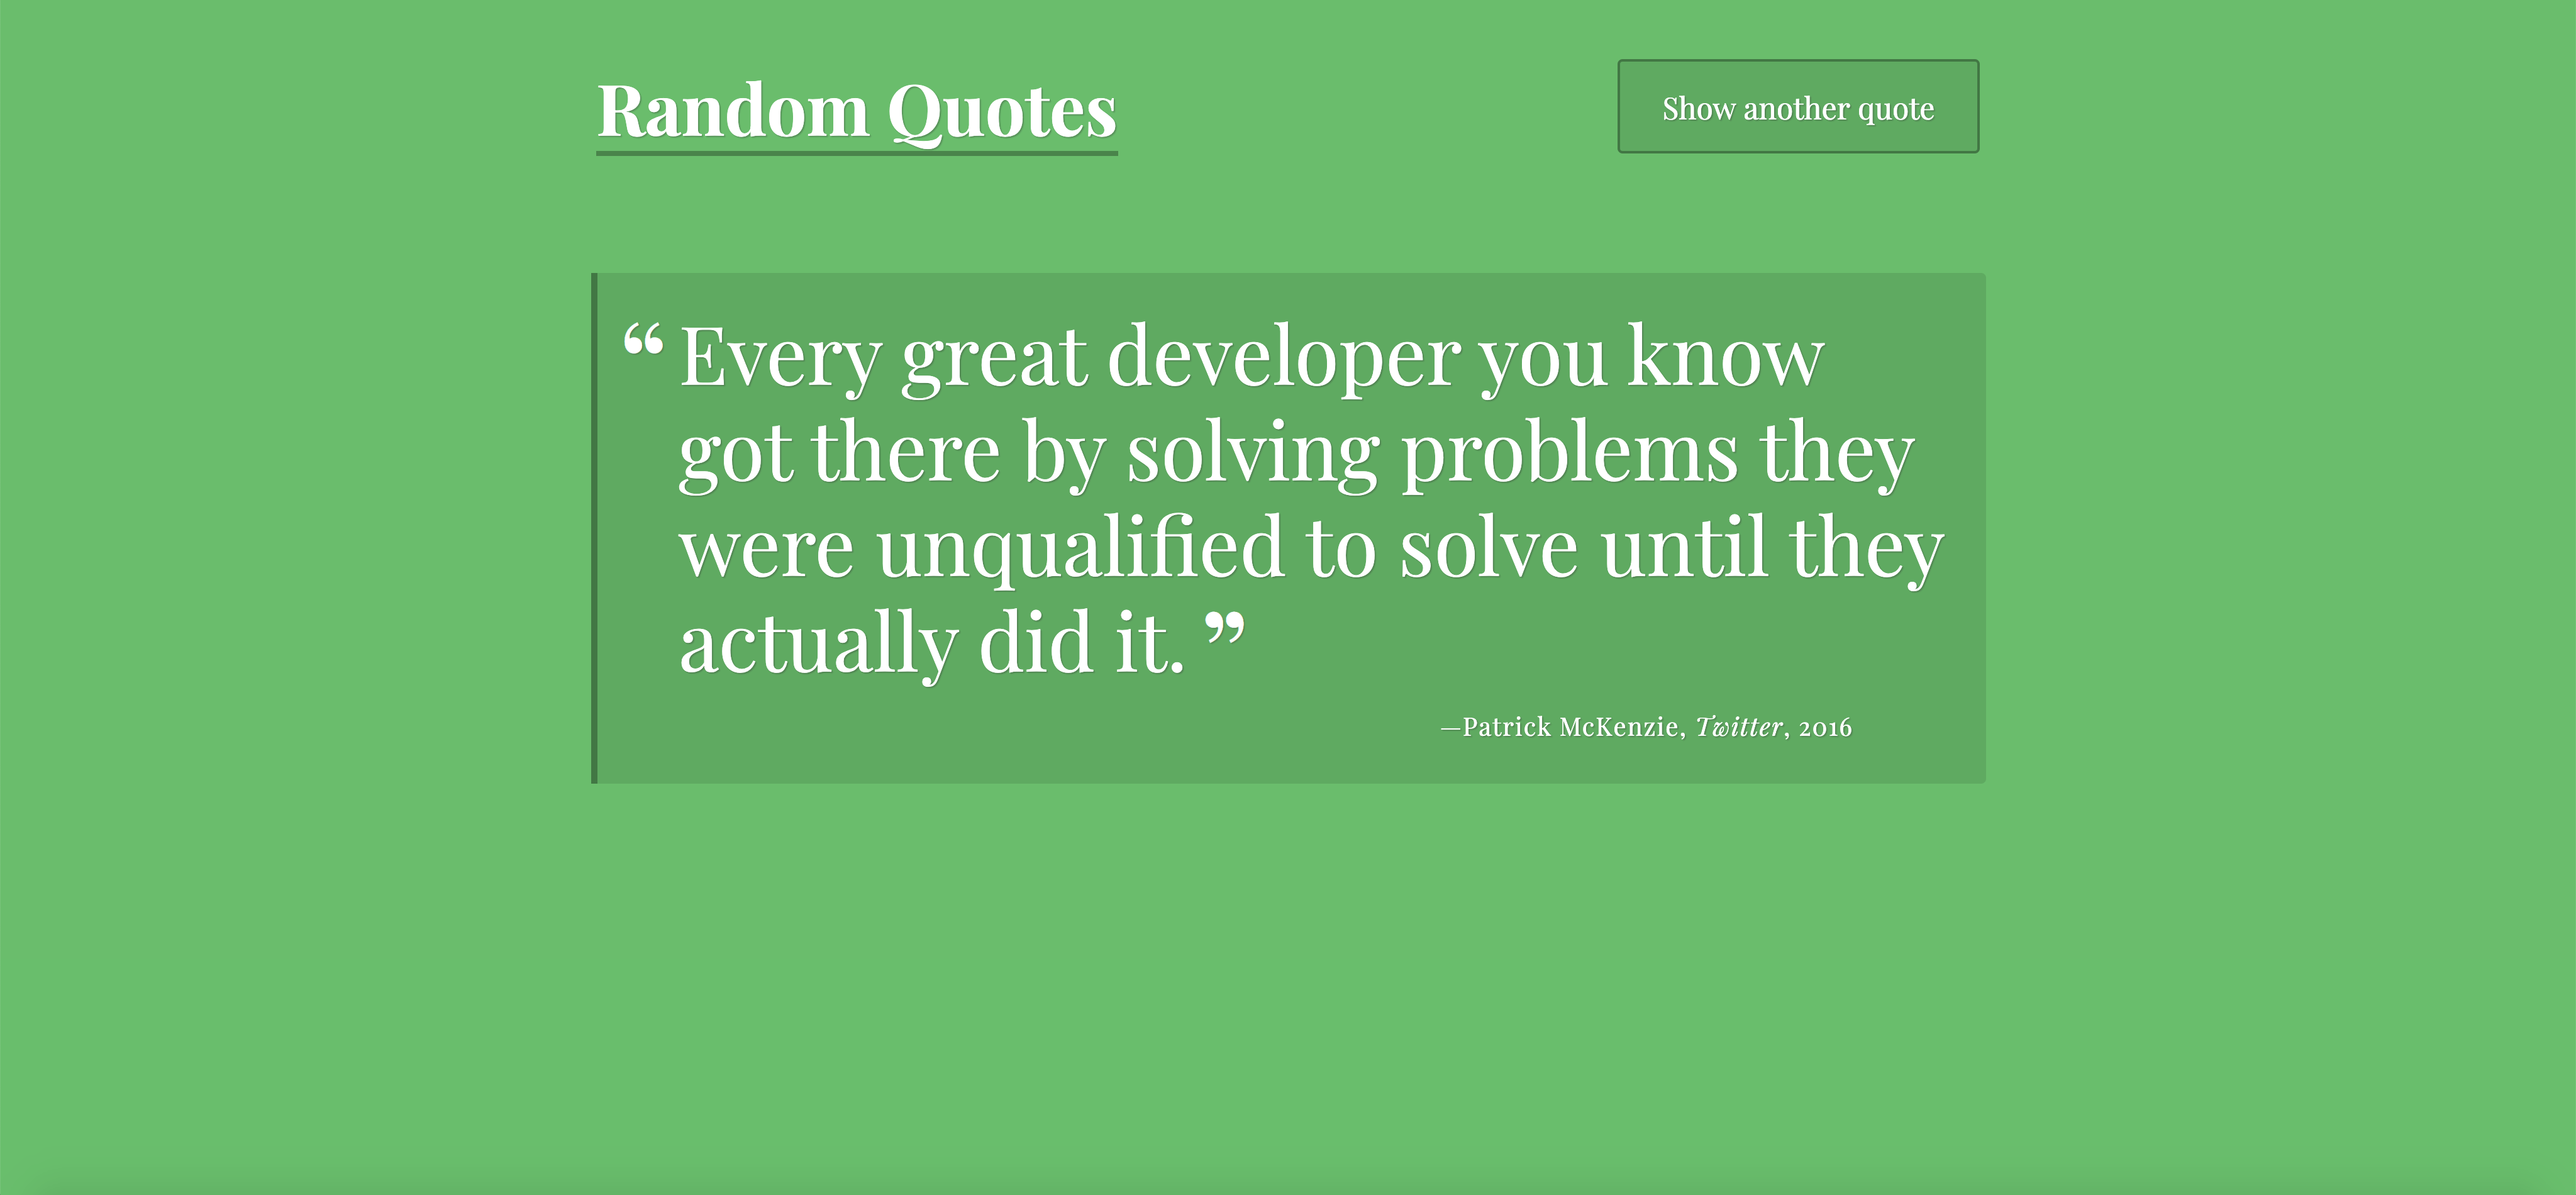 Random Quotes
Show another quote
“ Every great developer you know
got there by solving problems they
were unqualified to solve until they
actually did it. ”
—Patrick McKenzie, Twitter, 2016